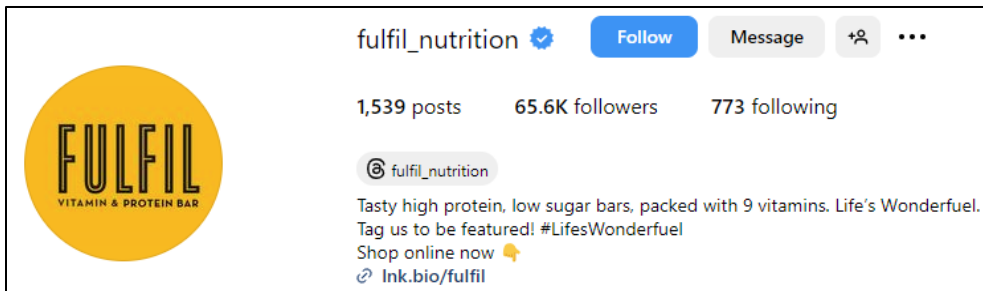 fulfil_nutrition Follow Message
1,539 posts 65.6K followers 773 following
FULFIL
VITAMIN & PROTEIN BAR
fulfil_nutrition
Tasty high protein, low sugar bars, packed with 9 vitamins. Life's Wonderfuel.
Tag us to be featured! #LifesWonderfuel
Shop online now 👇
lnk.bio/fulfil